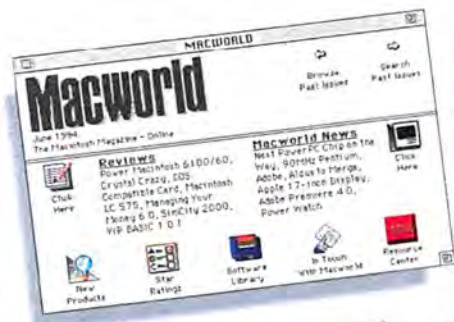 MACWORLD
Macworld
June 1994
The Macintosh Magazine - Online
Browse
Past Issues
Search
Past Issues
Click
Here
Reviews
Power Macintosh 6100/60,
Crystal Crazy, DOS
Compatible Card, Macintosh
LC 575, Managing Your
Money 6.0, SimCity 2000,
VIP BASIC 1.0.1
Macworld News
Next PowerPC Chip on the
Way, 90MHz Pentium,
Adobe, Aldus to Merge,
Apple 17-inch Display,
Adobe Premiere 4.0,
Power Watch
Click
Here
New
Products
Star
Ratings
Software
Library
In Touch
With Macworld
Resource
Center